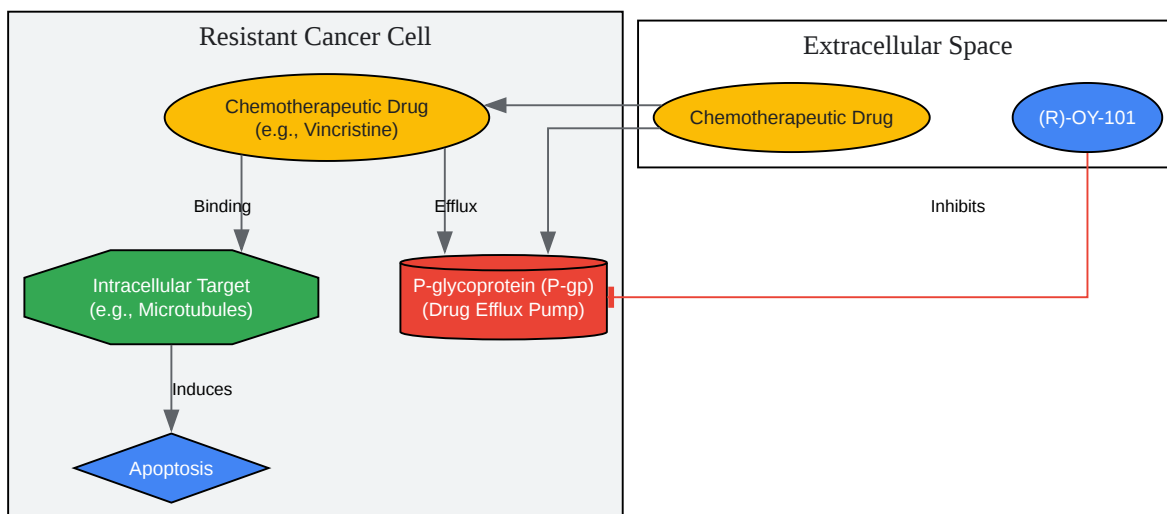 Resistant Cancer Cell
Extracellular Space
Chemotherapeutic Drug
(e.g., Vincristine)
Chemotherapeutic Drug
(R)-OY-101
Binding
Efflux
Inhibits
Intracellular Target
(e.g., Microtubules)
P-glycoprotein (P-gp)
(Drug Efflux Pump)
Induces
Apoptosis